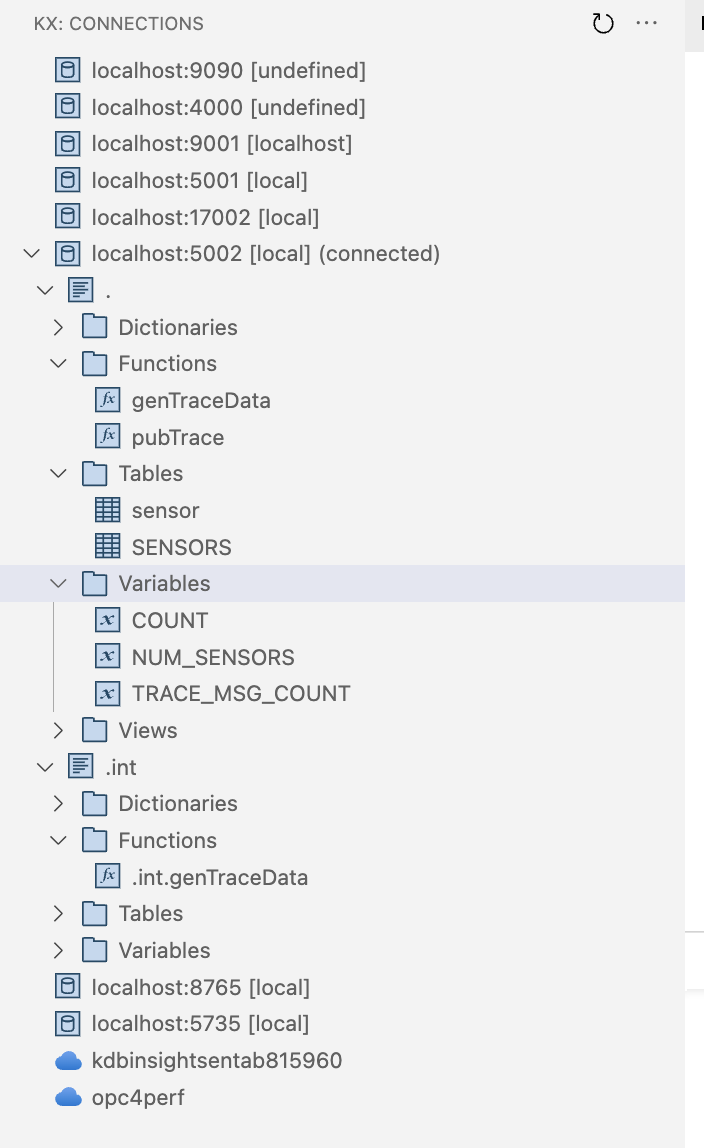 KX: CONNECTIONS
localhost:9090 [undefined]
localhost:4000 [undefined]
localhost:9001 [localhost]
localhost:5001 [local]
localhost:17002 [local]
localhost:5002 [local] (connected)
.
Dictionaries
Functions
genTraceData
pubTrace
Tables
sensor
SENSORS
Variables
COUNT
NUM_SENSORS
TRACE_MSG_COUNT
Views
.int
Dictionaries
Functions
.int.genTraceData
Tables
Variables
localhost:8765 [local]
localhost:5735 [local]
kdbinsightsentab815960
opc4perf